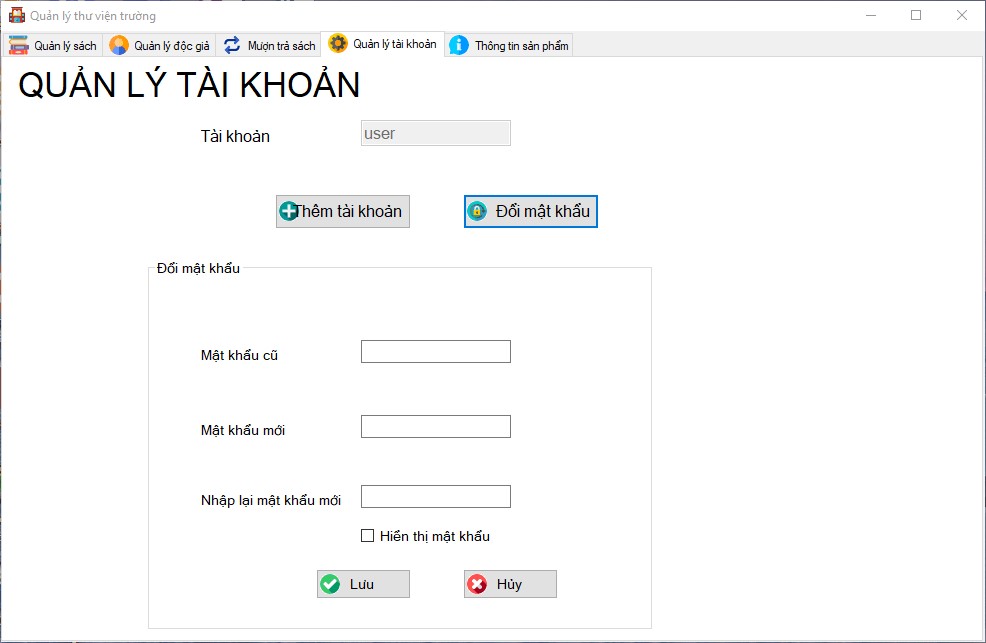 Quản lý thư viện trường
Quản lý sách Quản lý độc giả Mượn trả sách Quản lý tài khoản Thông tin sản phẩm
QUẢN LÝ TÀI KHOẢN
Tài khoản user
Thêm tài khoản Đổi mật khẩu
Đổi mật khẩu
Mật khẩu cũ
Mật khẩu mới
Nhập lại mật khẩu mới
Hiển thị mật khẩu
Lưu Hủy